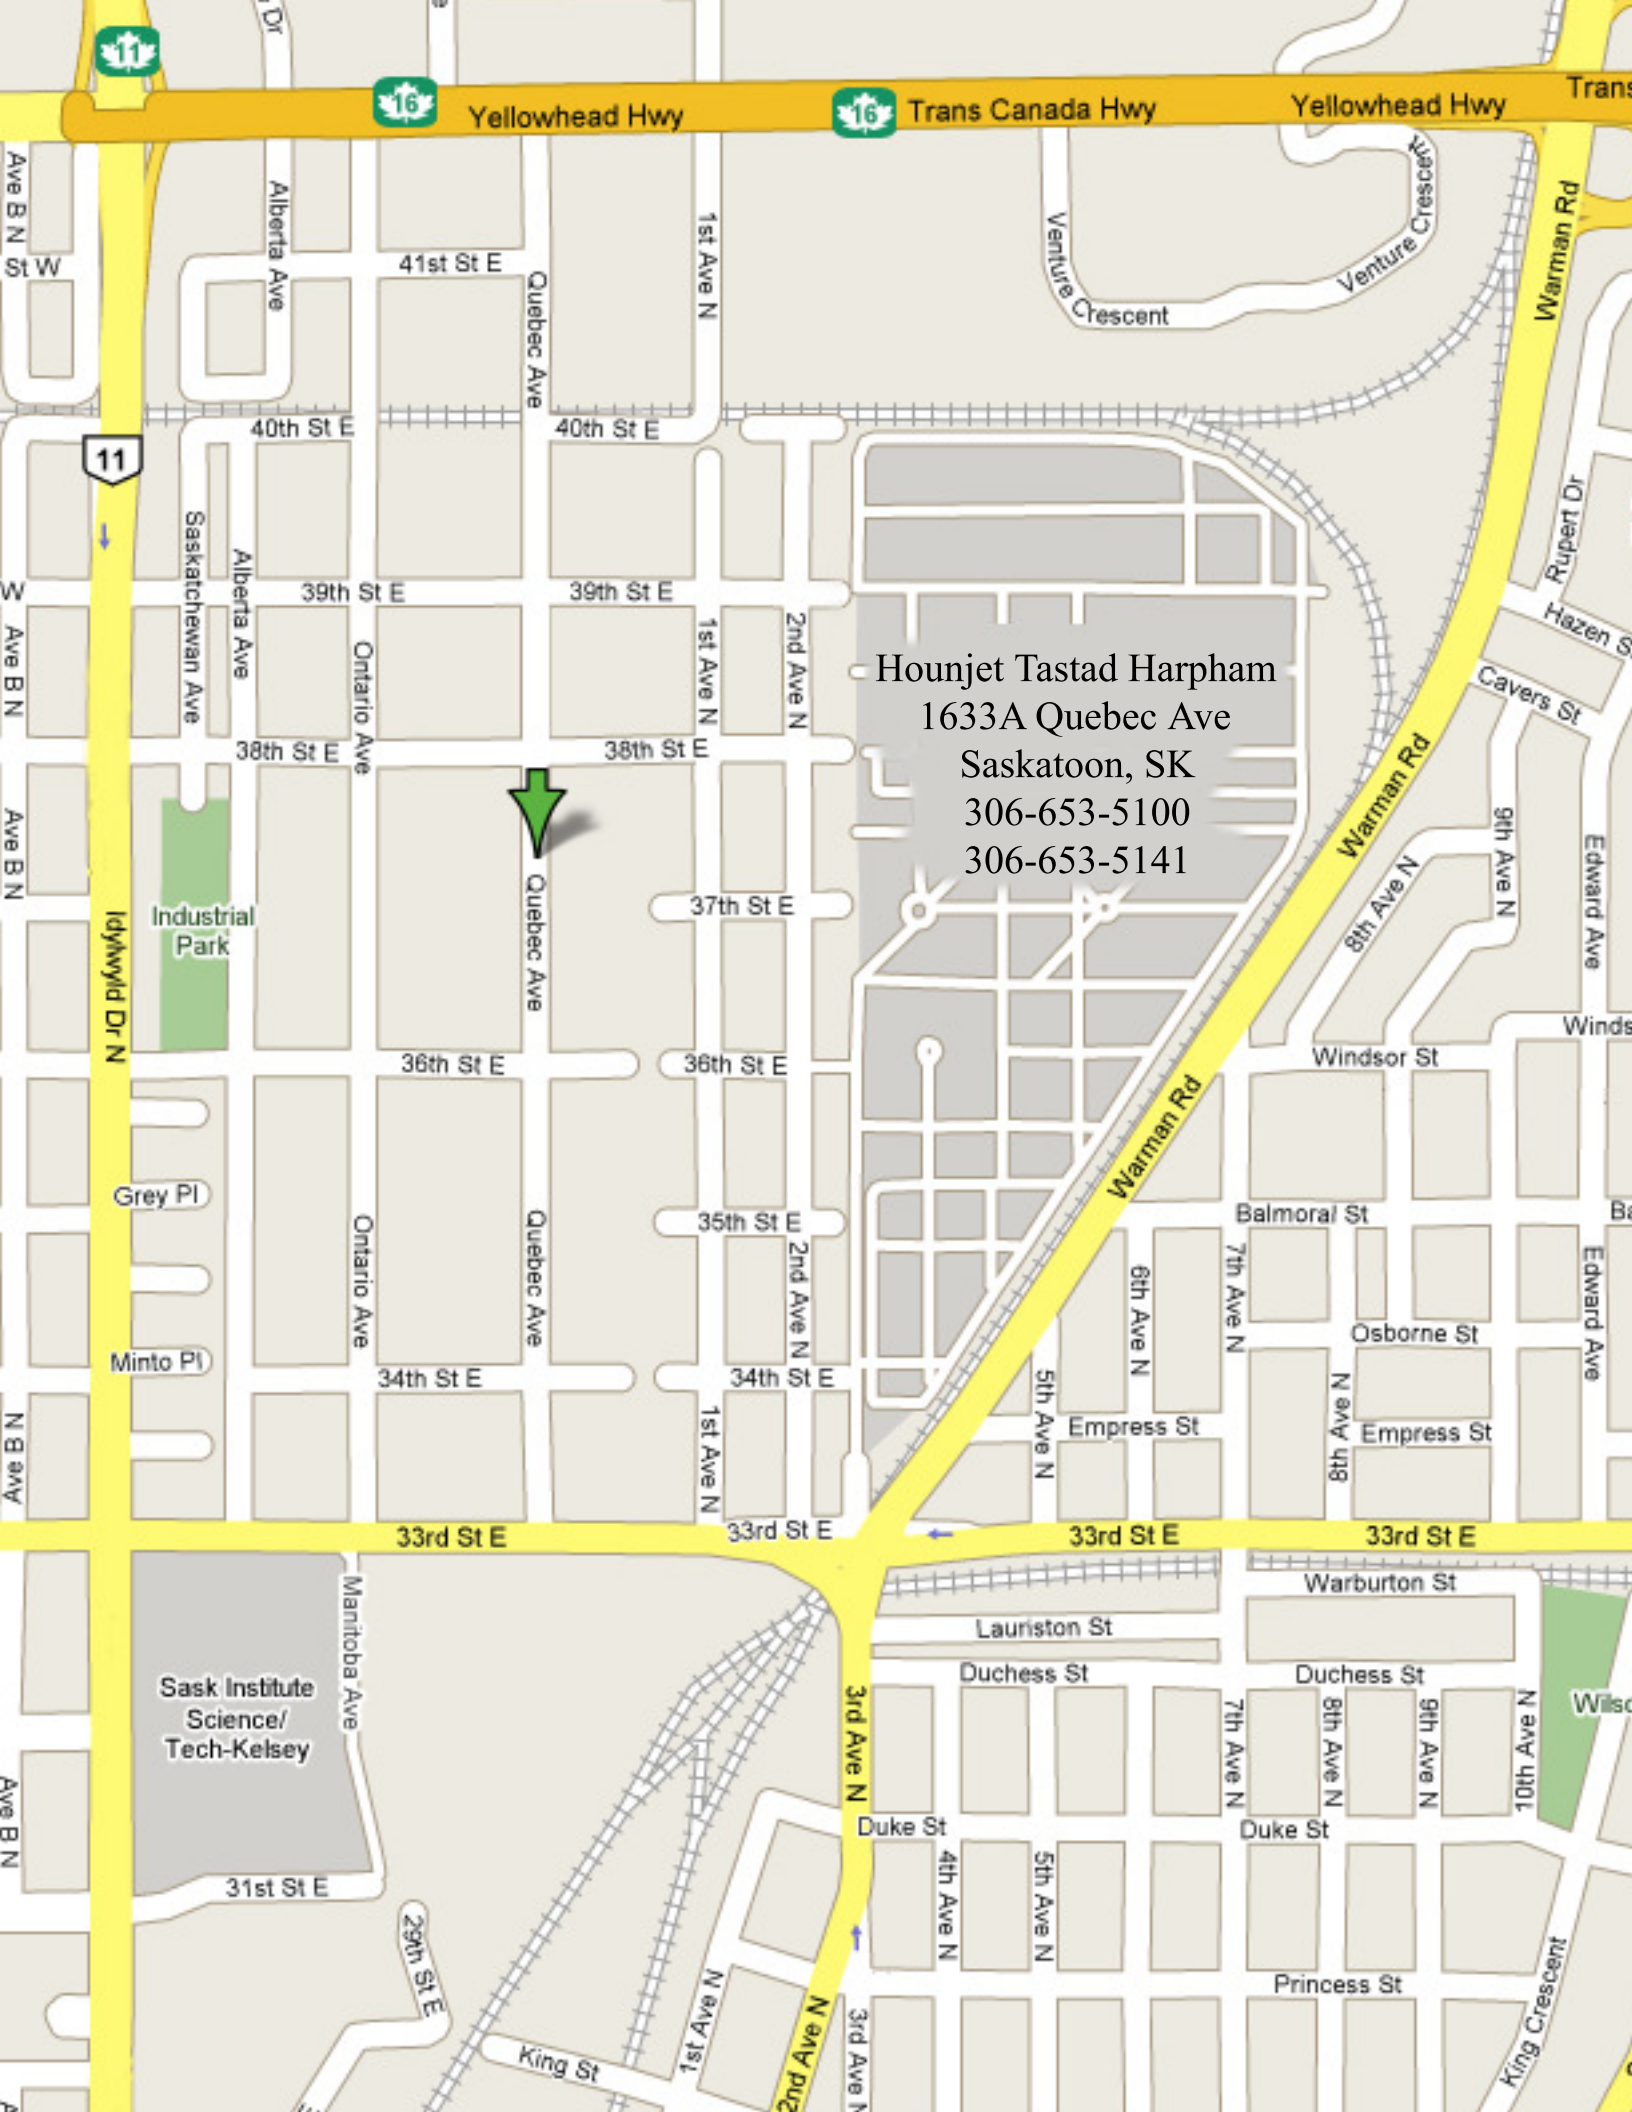 Dr
e
11
16
Yellowhead Hwy
16
Trans Canada Hwy
Yellowhead Hwy
Trans
Ave B N
Alberta Ave
1st Ave N
Venture Crescent
Venture Crescent
Warman Rd
St W
41st St E
Quebec Ave
40th St E
40th St E
11
Saskatchewan Ave
Alberta Ave
Rupert Dr
W
39th St E
39th St E
Ave B N
Ontario Ave
1st Ave N
2nd Ave N
Hounjet Tastad Harpham
1633A Quebec Ave
Saskatoon, SK
306-653-5100
306-653-5141
Hazen S
Cavers St
38th St E
38th St E
Warman Rd
Ave B N
9th Ave N
8th Ave N
Edward Ave
Industrial
Park
Idylwyld Dr N
Quebec Ave
37th St E
36th St E
36th St E
Windsor St
Winds
Warman Rd
Grey Pl
35th St E
Balmoral St
Ba
Ontario Ave
Quebec Ave
2nd Ave N
6th Ave N
7th Ave N
Edward Ave
Osborne St
Minto Pl
34th St E
34th St E
5th Ave N
8th Ave N
Ave B N
1st Ave N
Empress St
Empress St
33rd St E
33rd St E
33rd St E
33rd St E
Manitoba Ave
Warburton St
Lauriston St
Duchess St
Duchess St
Sask Institute
Science/
Tech-Kelsey
3rd Ave N
7th Ave N
8th Ave N
9th Ave N
10th Ave N
Wilso
Ave B N
Duke St
Duke St
31st St E
4th Ave N
5th Ave N
29th St E
Princess St
King St
1st Ave N
2nd Ave N
3rd Ave N
King Crescent